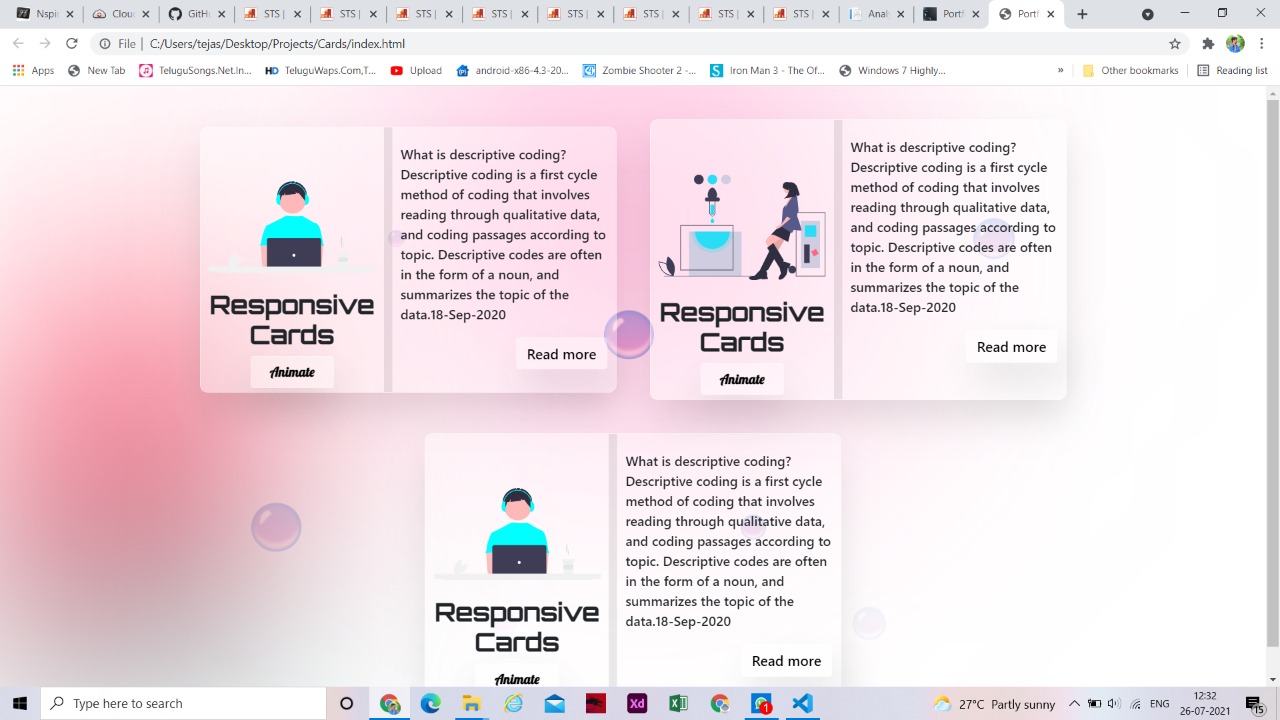 Nspire
Custom
GitHub
STS
STS
STS
STS
STS
STS
STS
Anima
Portf
Portf
File
C:/Users/tejas/Desktop/Projects/Cards/index.html
Apps
New Tab
TeluguSongs.Net.In...
HD TeluguWaps.Com,T...
Upload
android-x86-4.3-20...
Zombie Shooter 2 -...
Iron Man 3 - The Of...
Windows 7 Highly...
»
Other bookmarks
Reading list
What is descriptive coding?
Descriptive coding is a first cycle
method of coding that involves
reading through qualitative data,
and coding passages according to
topic. Descriptive codes are often
in the form of a noun, and
summarizes the topic of the
data.18-Sep-2020
Read more
Responsive
Cards
Animate
What is descriptive coding?
Descriptive coding is a first cycle
method of coding that involves
reading through qualitative data,
and coding passages according to
topic. Descriptive codes are often
in the form of a noun, and
summarizes the topic of the
data.18-Sep-2020
Read more
Responsive
Cards
Animate
What is descriptive coding?
Descriptive coding is a first cycle
method of coding that involves
reading through qualitative data,
and coding passages according to
topic. Descriptive codes are often
in the form of a noun, and
summarizes the topic of the
data.18-Sep-2020
Read more
Responsive
Cards
Animate
Type here to search
Xd
1
27°C Partly sunny
ENG
12:32
26-07-2021
15